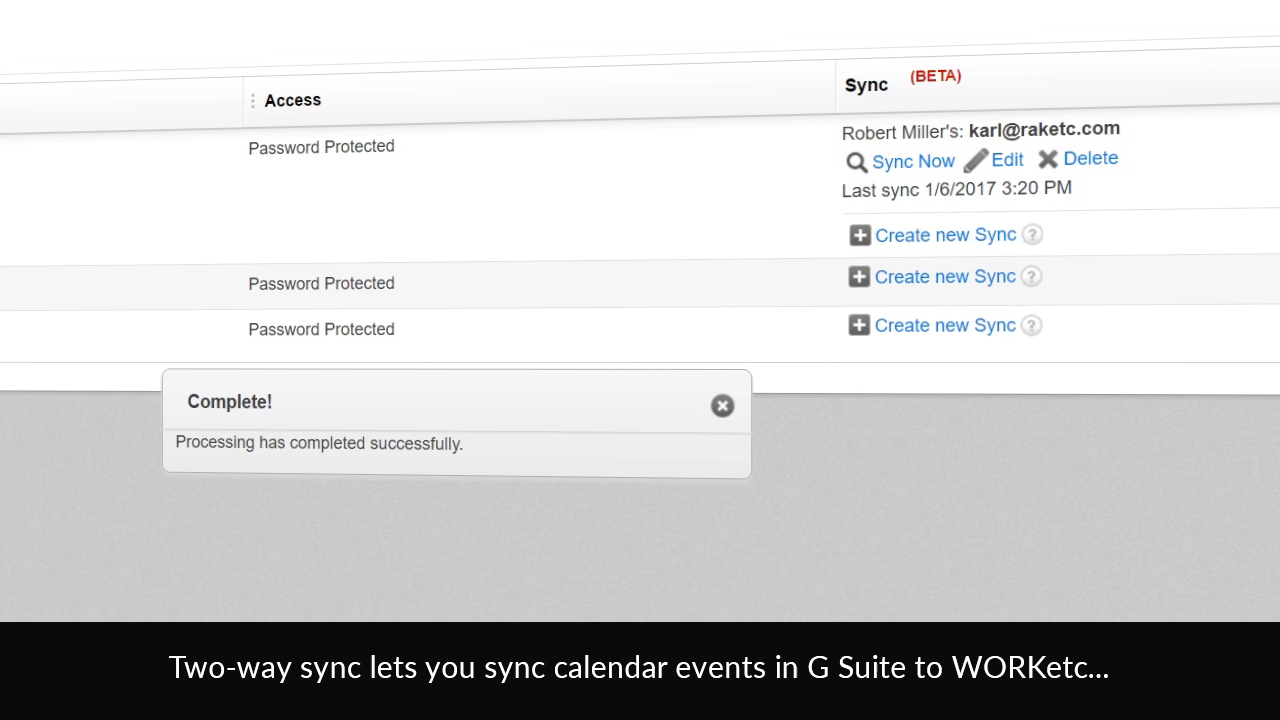 Access
Sync (BETA)
Password Protected
Robert Miller's: karl@raketc.com
Sync Now Edit Delete
Last sync 1/6/2017 3:20 PM
Create new Sync ?
Password Protected
Create new Sync ?
Password Protected
Create new Sync ?
Complete!
Processing has completed successfully.
Two-way sync lets you sync calendar events in G Suite to WORKetc...